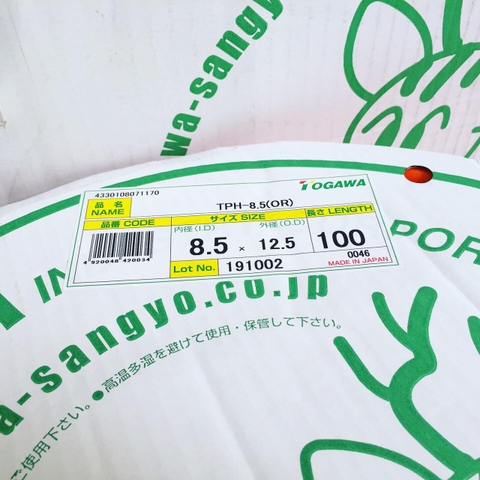 wa-sangyo
4330108071170
TOGAWA
品 名
NAME
TPH-8.5(OR)
品番 CODE
サイズ SIZE
長さ LENGTH
内径(I.D)
外径(O.D)
8.5 × 12.5
100
4 920048 420034
0046
Lot No. 191002
MADE IN JAPAN
IN
POR
a-sangyo.co.jp
●高温多湿を避けて使用・保管して下さい。
ご使用下さい。